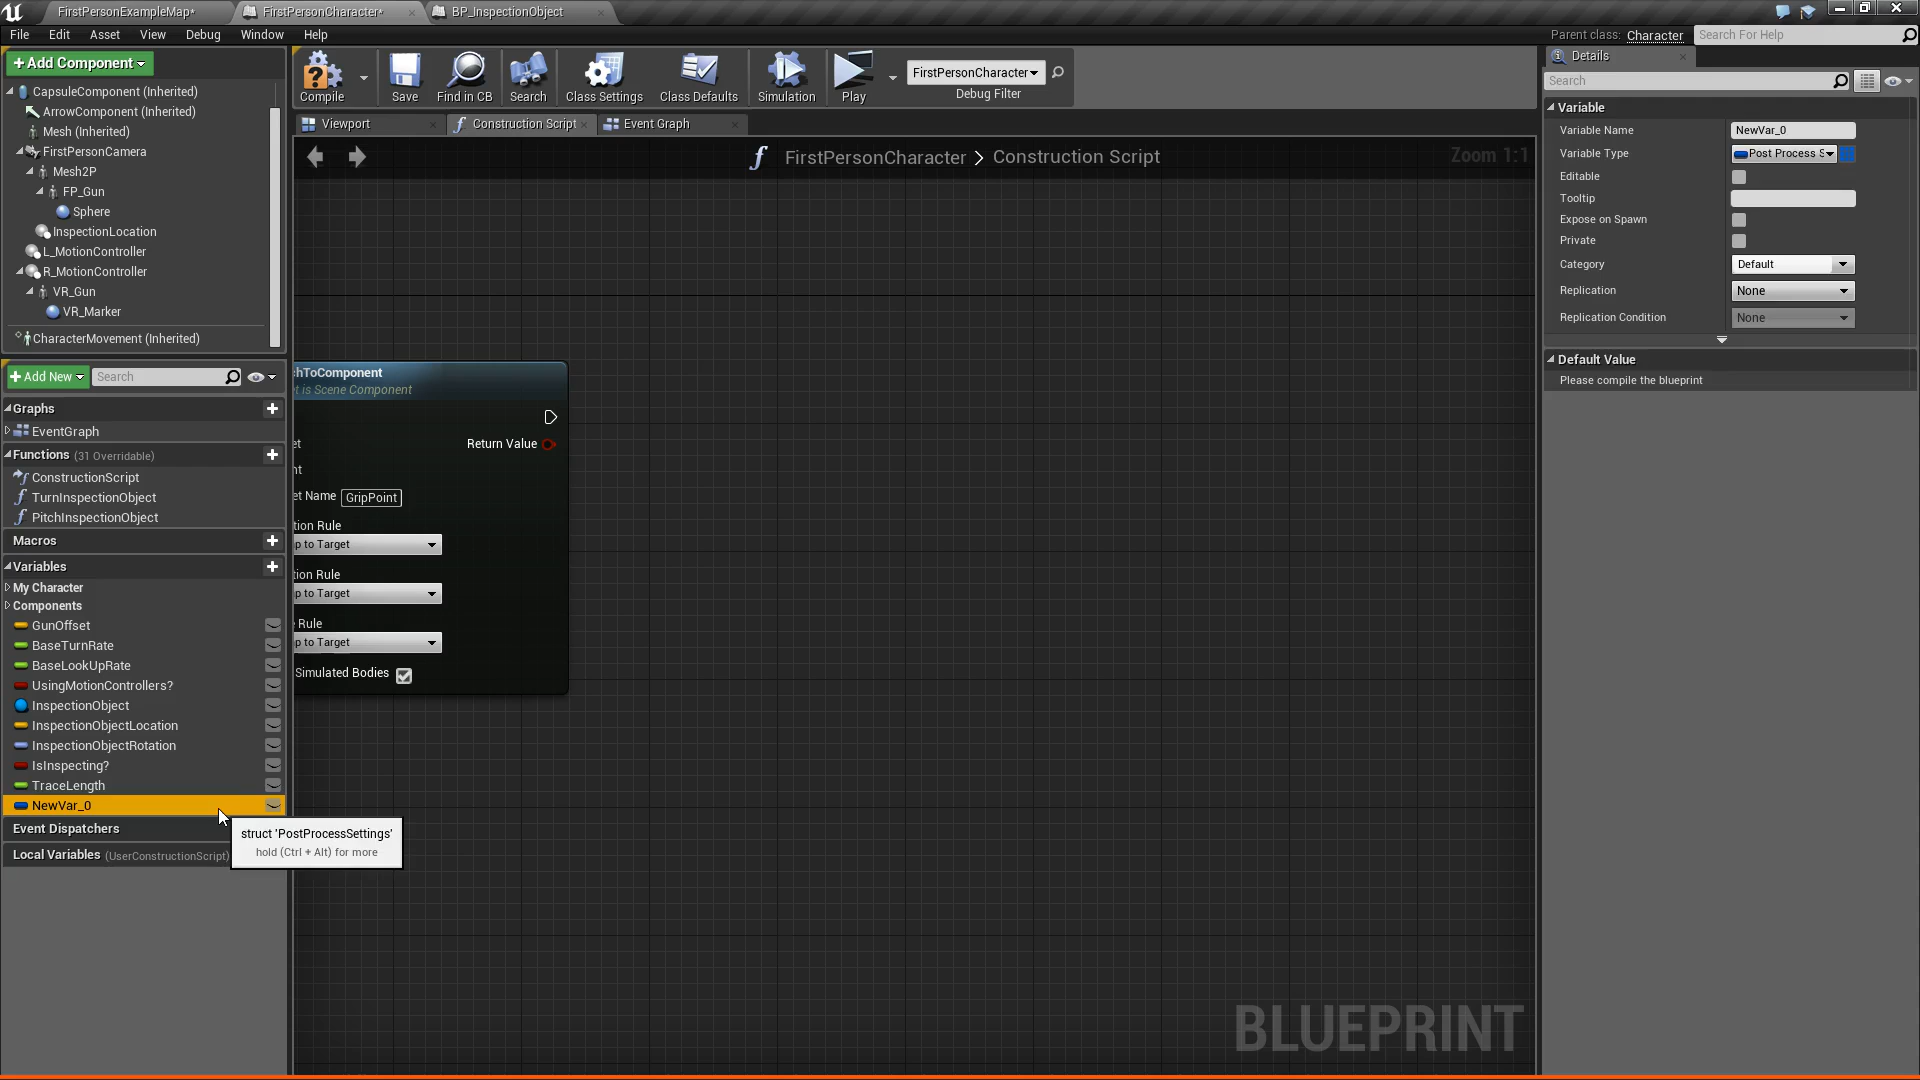 FirstPersonExampleMap*
FirstPersonCharacter*
BP_InspectionObject
File Edit Asset View Debug Window Help
Parent class: Character
Search For Help
+ Add Component
CapsuleComponent (Inherited)
ArrowComponent (Inherited)
Mesh (Inherited)
FirstPersonCamera
Mesh2P
FP_Gun
Sphere
InspectionLocation
L_MotionController
R_MotionController
VR_Gun
VR_Marker
CharacterMovement (Inherited)
+ Add New
Search
Graphs
EventGraph
Functions (31 Overridable)
ConstructionScript
TurnInspectionObject
PitchInspectionObject
Macros
Variables
My Character
Components
GunOffset
BaseTurnRate
BaseLookUpRate
UsingMotionControllers?
InspectionObject
InspectionObjectLocation
InspectionObjectRotation
IsInspecting?
TraceLength
NewVar_0
Event Dispatchers
Local Variables (UserConstructionScript)
struct 'PostProcessSettings'
hold (Ctrl + Alt) for more
Compile
Save
Find in CB
Search
Class Settings
Class Defaults
Simulation
Play
FirstPersonCharacter
Debug Filter
Viewport
Construction Script
Event Graph
FirstPersonCharacter > Construction Script
Zoom 1:1
hToComponent
t is Scene Component
et
Return Value
nt
et Name GripPoint
tion Rule
p to Target
tion Rule
p to Target
Rule
p to Target
Simulated Bodies
BLUEPRINT
Details
Search
Variable
Variable Name NewVar_0
Variable Type Post Process S
Editable
Tooltip
Expose on Spawn
Private
Category Default
Replication None
Replication Condition None
Default Value
Please compile the blueprint